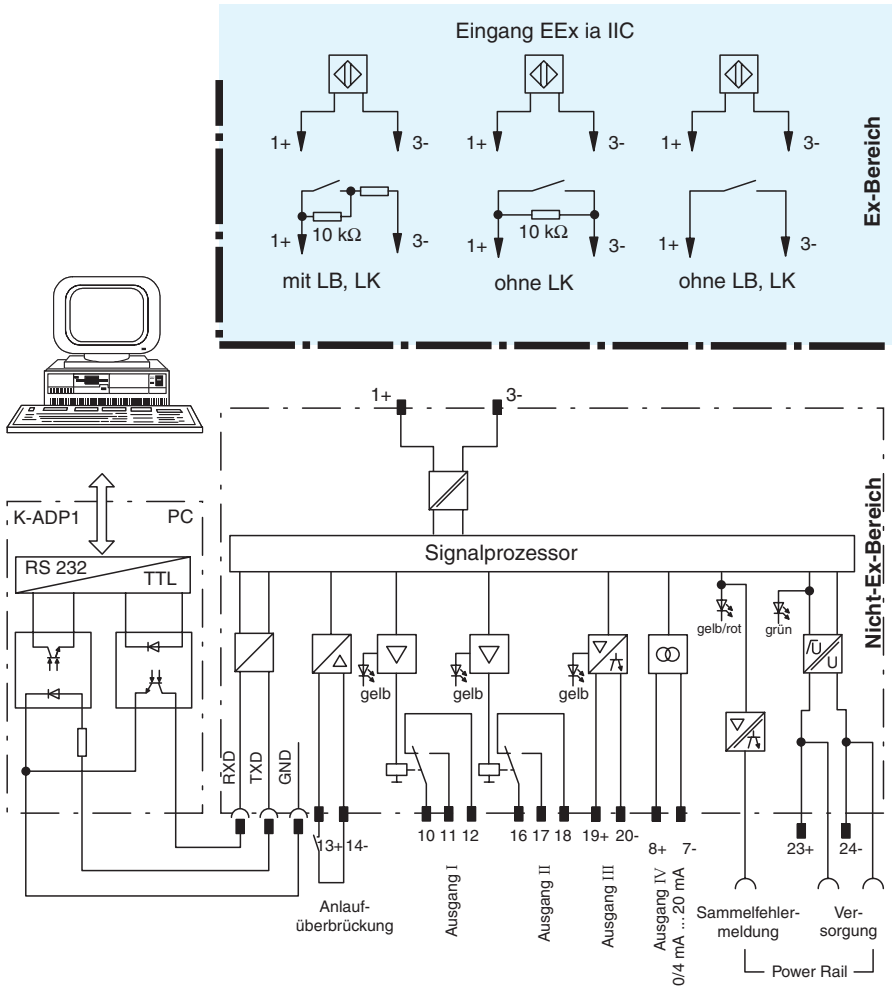 Eingang EEx ia IIC
1+ 3- 1+ 3- 1+ 3-
10 kΩ 10 kΩ
1+ 3- 1+ 3- 1+ 3-
mit LB, LK ohne LK ohne LB, LK
Ex-Bereich
1+ 3-
K-ADP1 PC
RS 232
TTL
Signalprozessor
Nicht-Ex-Bereich
gelb/rot grün
gelb gelb gelb
U
U
RXD
TXD
GND
13+ 14- 10 11 12 16 17 18 19+ 20- 8+ 7- 23+ 24-
Anlauf-
überbrückung
Ausgang I
Ausgang II
Ausgang III
Ausgang IV
0/4 mA ... 20 mA
Sammelfehler-
meldung
Ver-
sorgung
Power Rail